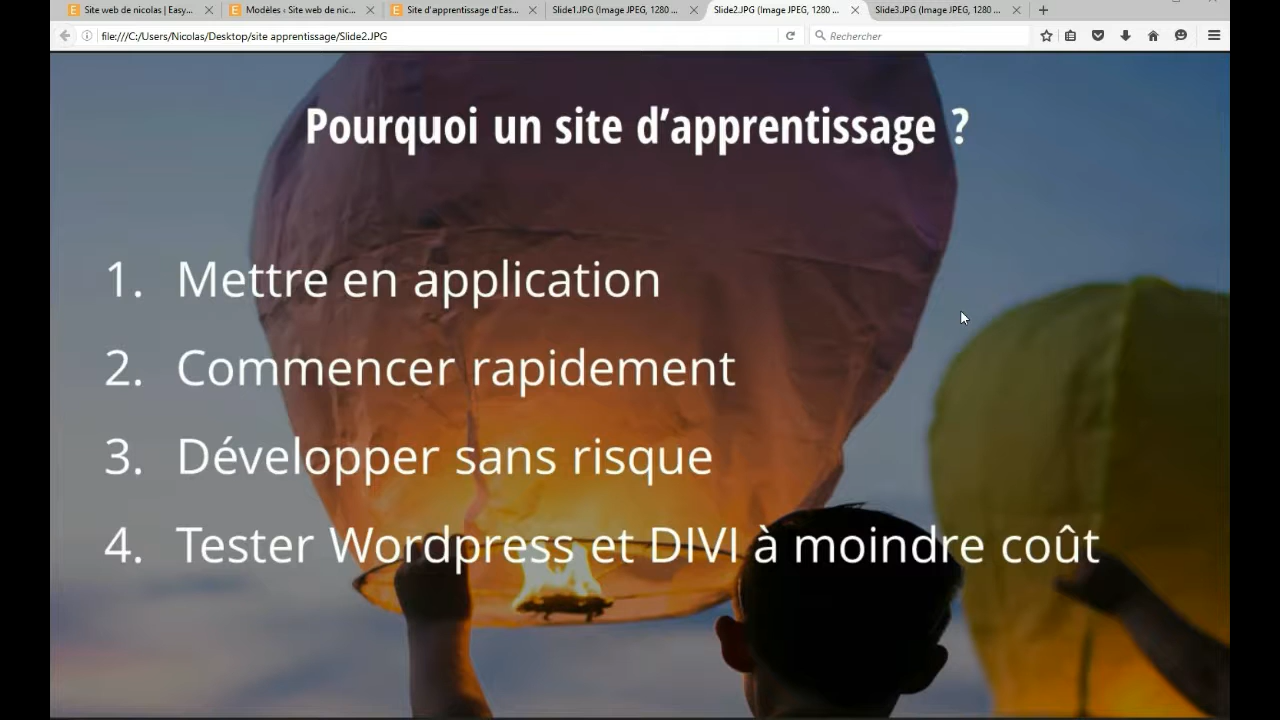 Site web de nicolas | Easy... Modèles ‹ Site web de nic... Site d'apprentissage d'Eas... Slide1.JPG (Image JPEG, 1280 ... Slide2.JPG (Image JPEG, 1280 ... Slide3.JPG (Image JPEG, 1280 ...
file:///C:/Users/Nicolas/Desktop/site apprentissage/Slide2.JPG Rechercher
Pourquoi un site d’apprentissage ?
1. Mettre en application
2. Commencer rapidement
3. Développer sans risque
4. Tester Wordpress et DIVI à moindre coût